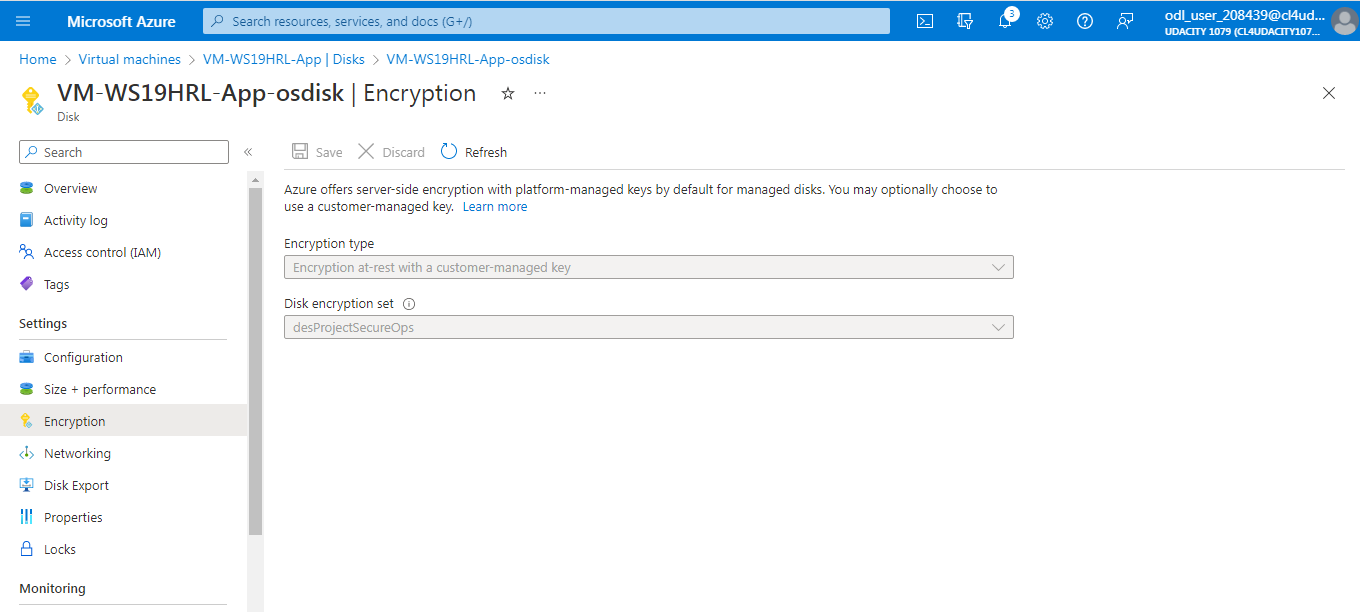 Microsoft Azure
Search resources, services, and docs (G+/)
3
odl_user_208439@cl4ud...
UDACITY 1079 (CL4UDACITY107...
Home > Virtual machines > VM-WS19HRL-App | Disks > VM-WS19HRL-App-osdisk
VM-WS19HRL-App-osdisk | Encryption
...
Disk
Search
«
Save
Discard
Refresh
Overview
Activity log
Access control (IAM)
Tags
Settings
Configuration
Size + performance
Encryption
Networking
Disk Export
Properties
Locks
Monitoring
Azure offers server-side encryption with platform-managed keys by default for managed disks. You may optionally choose to
use a customer-managed key. Learn more
Encryption type
Encryption at-rest with a customer-managed key
Disk encryption set
desProjectSecureOps